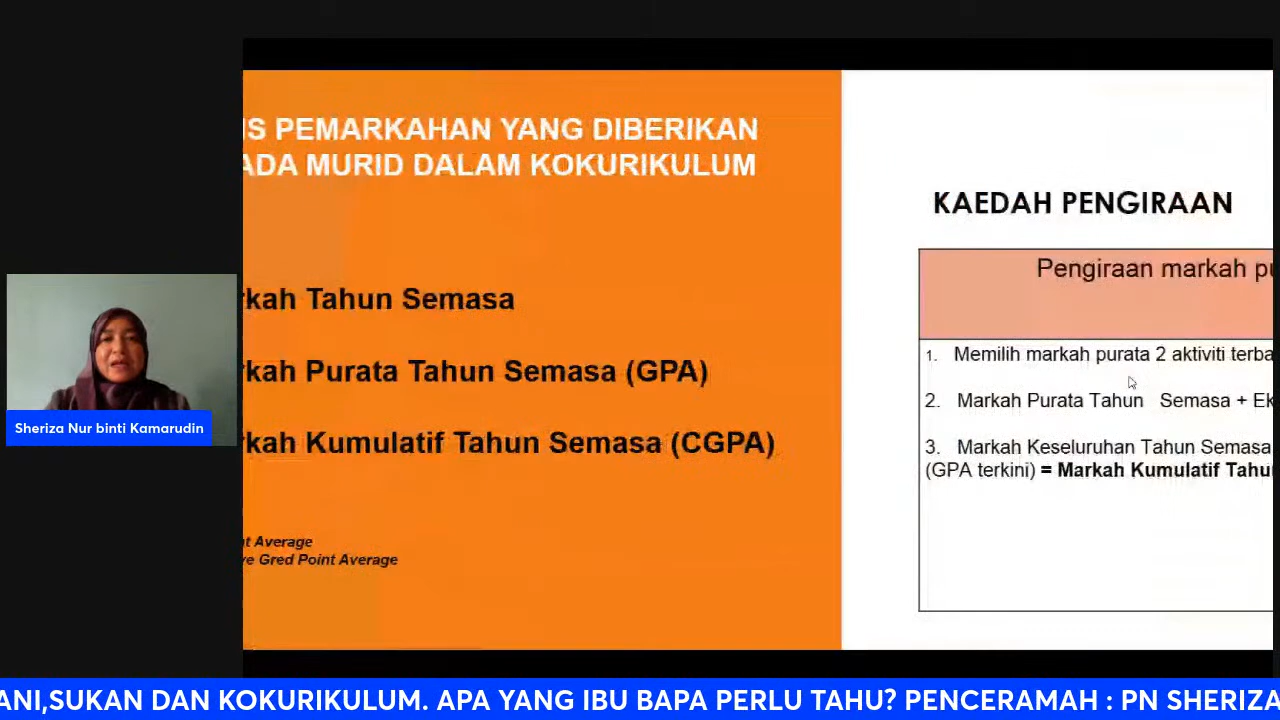 IS PEMARKAHAN YANG DIBERIKAN
ADA MURID DALAM KOKURIKULUM
rkah Tahun Semasa
rkah Purata Tahun Semasa (GPA)
rkah Kumulatif Tahun Semasa (CGPA)
nt Average
ve Gred Point Average
KAEDAH PENGIRAAN
Pengiraan markah pu
1. Memilih markah purata 2 aktiviti terba
2. Markah Purata Tahun Semasa + Ek
3. Markah Keseluruhan Tahun Semasa
(GPA terkini) = Markah Kumulatif Tahu
Sheriza Nur binti Kamarudin
ANI,SUKAN DAN KOKURIKULUM. APA YANG IBU BAPA PERLU TAHU? PENCERAMAH : PN SHERIZA